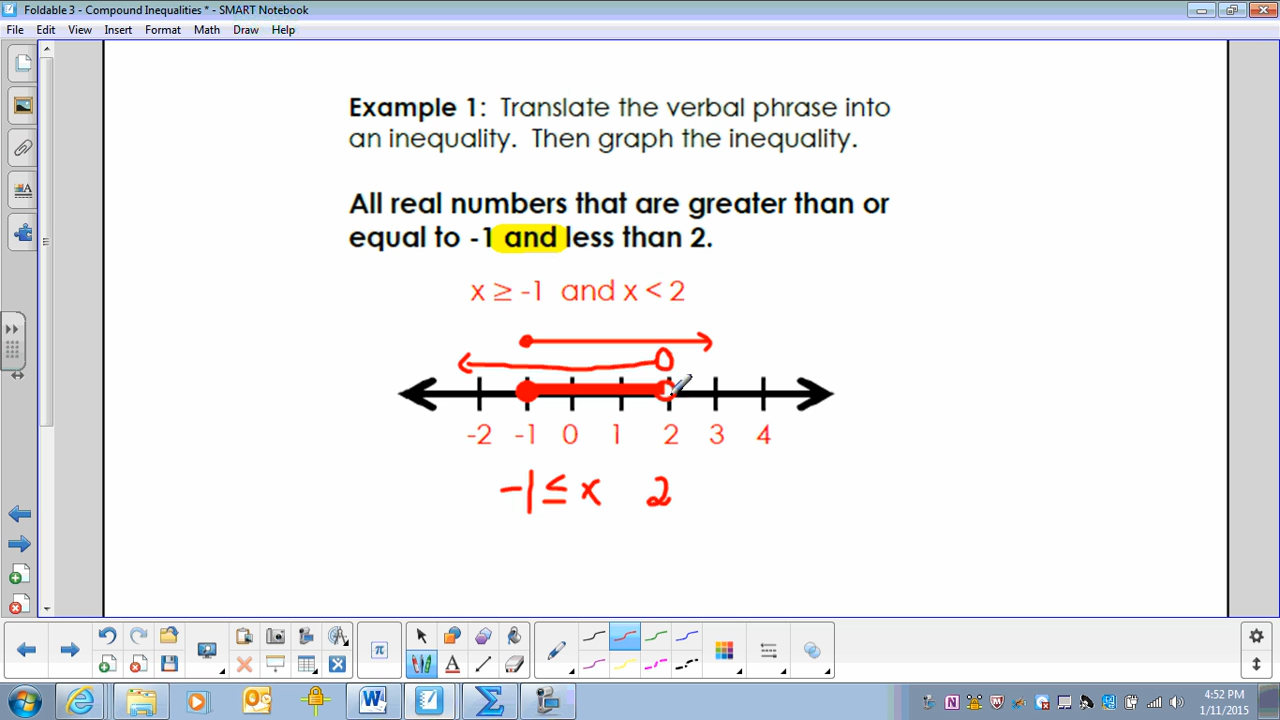 Foldable 3 - Compound Inequalities * - SMART Notebook
File Edit View Insert Format Math Draw Help
Example 1: Translate the verbal phrase into
an inequality. Then graph the inequality.
All real numbers that are greater than or
equal to -1 and less than 2.
x ≥ -1 and x < 2
-2 -1 0 1 2 3 4
-1 ≤ x 2
4:52 PM
1/11/2015